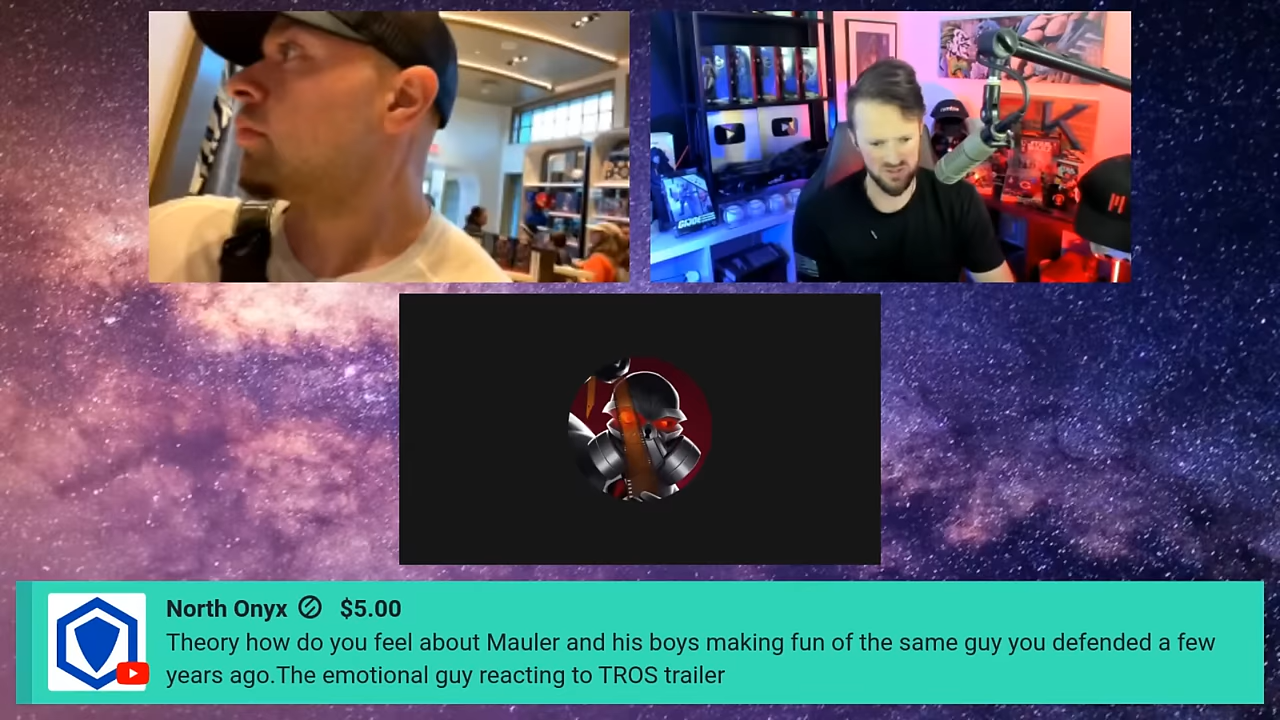 North Onyx $5.00
Theory how do you feel about Mauler and his boys making fun of the same guy you defended a few
years ago.The emotional guy reacting to TROS trailer